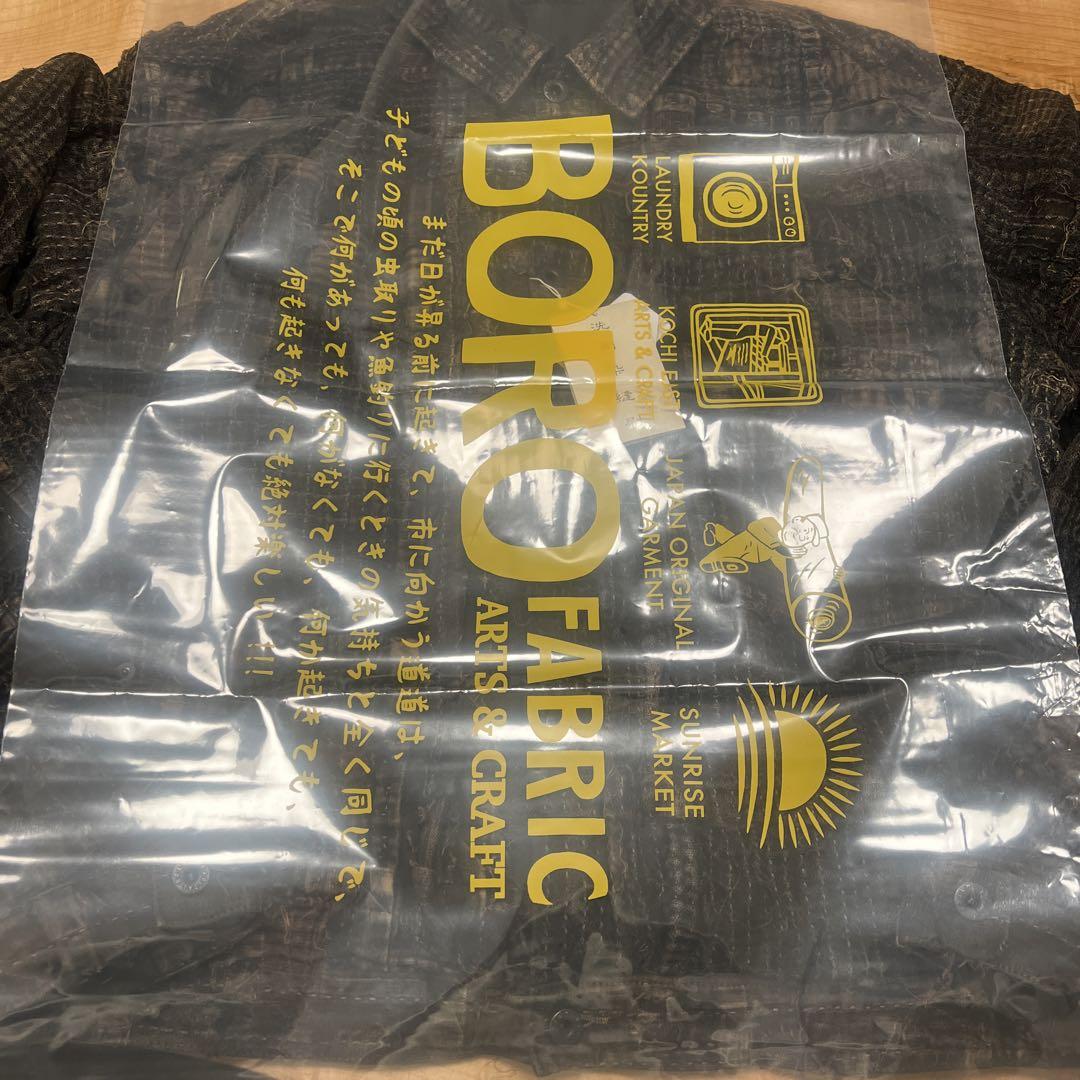 LAUNDRY
KOUNTRY
KOCHI EAST
ARTS & CRAFT
JAPAN ORIGINAL
GARMENT
SUNRISE
MARKET
BORO FABRIC
ARTS & CRAFT
まだ日が昇る前に起きて、市に向かう道道は、
子どもの頃の虫取りや魚釣りに行くときの気持ちと全く同じで、
そこで何があっても、何がなくても、何か起きても、
何も起きなくても絶対楽しい!!!